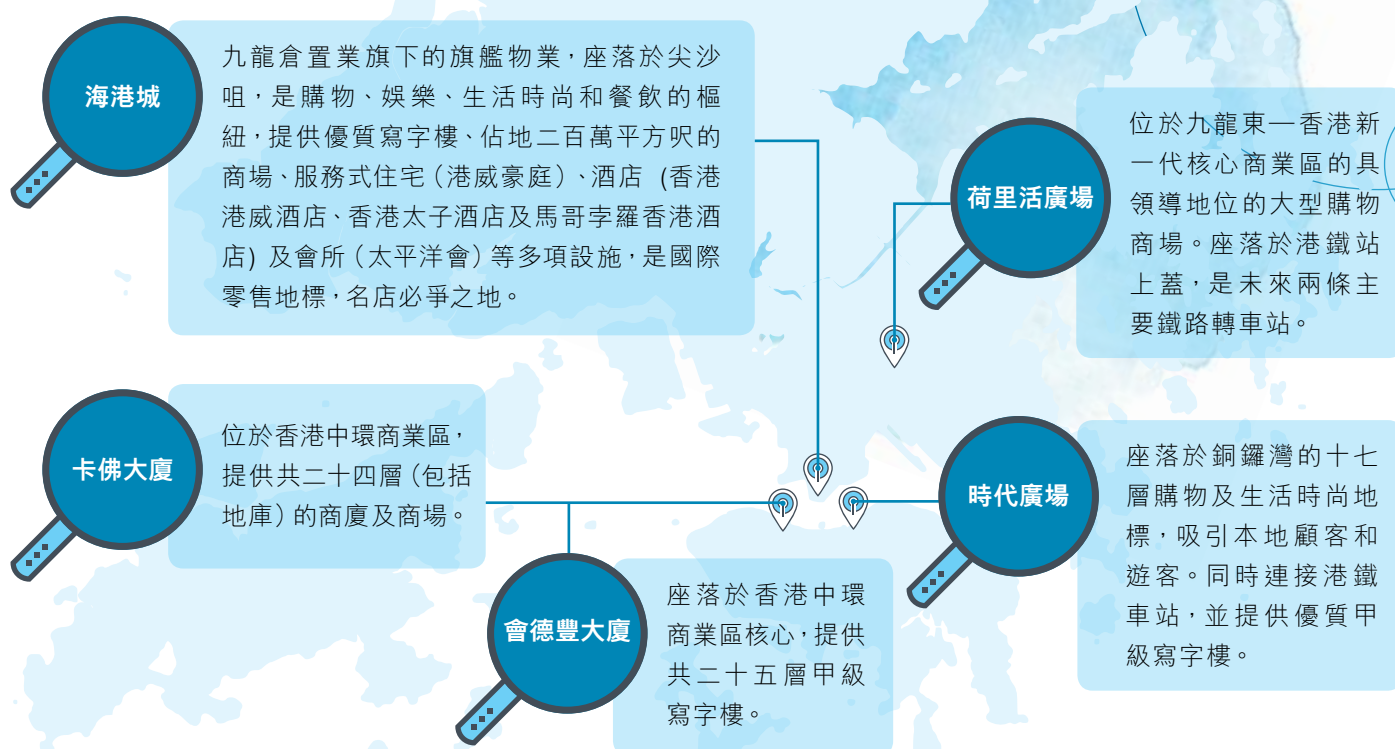 海港城
九龍倉置業旗下的旗艦物業，座落於尖沙
咀，是購物、娛樂、生活時尚和餐飲的樞
紐，提供優質寫字樓、佔地二百萬平方呎的
商場、服務式住宅（港威豪庭）、酒店 (香港
港威酒店、香港太子酒店及馬哥孛羅香港酒
店) 及會所（太平洋會）等多項設施，是國際
零售地標，名店必爭之地。
荷里活廣場
位於九龍東—香港新
一代核心商業區的具
領導地位的大型購物
商場。座落於港鐵站
上蓋，是未來兩條主
要鐵路轉車站。
卡佛大廈
位於香港中環商業區，
提供共二十四層（包括
地庫）的商廈及商場。
會德豐大廈
座落於香港中環
商業區核心，提供
共二十五層甲級
寫字樓。
時代廣場
座落於銅鑼灣的十七
層購物及生活時尚地
標，吸引本地顧客和
遊客。同時連接港鐵
車站，並提供優質甲
級寫字樓。